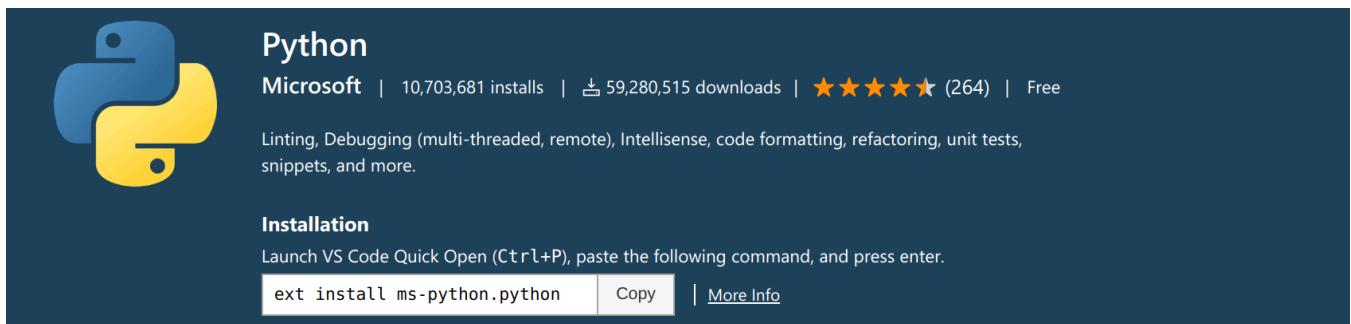 Python
Microsoft | 10,703,681 installs | 59,280,515 downloads | (264) | Free
Linting, Debugging (multi-threaded, remote), Intellisense, code formatting, refactoring, unit tests,
snippets, and more.
Installation
Launch VS Code Quick Open (Ctrl+P), paste the following command, and press enter.
ext install ms-python.python Copy | More Info